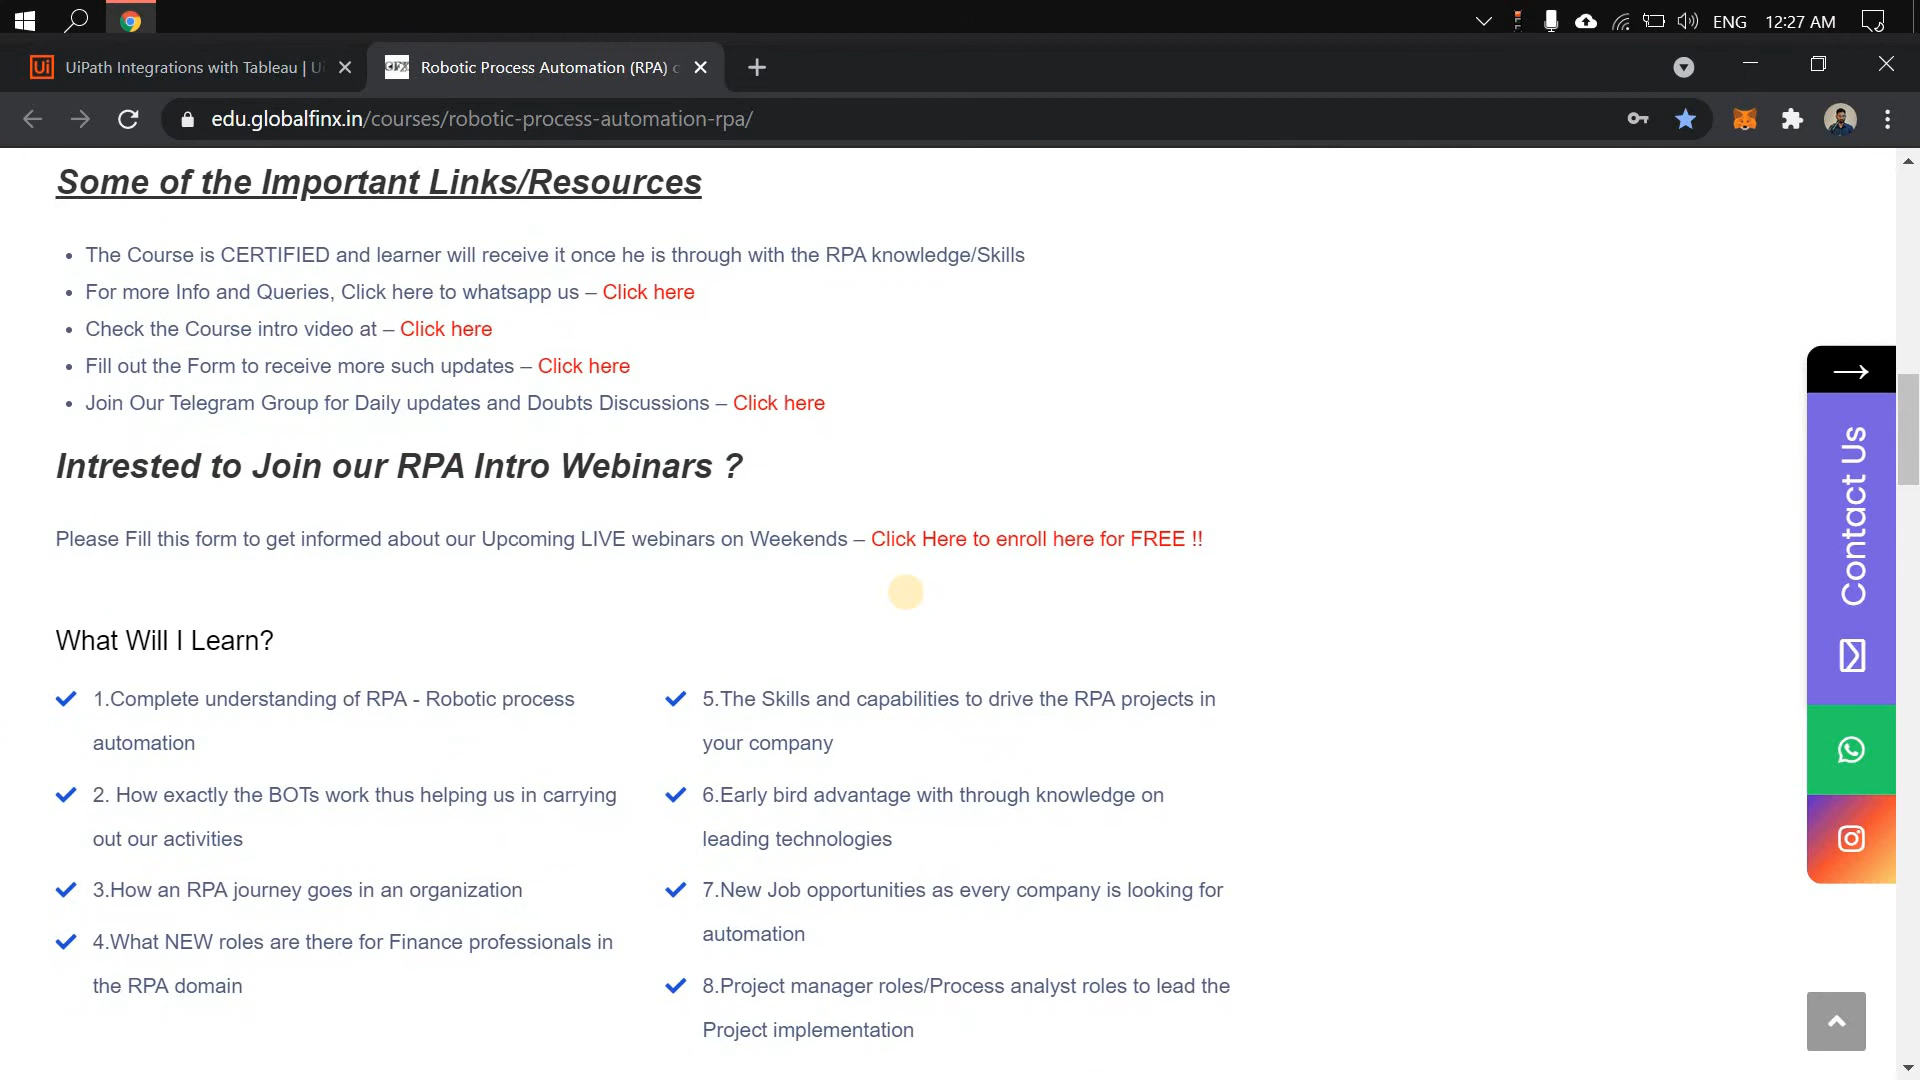 ENG 12:27 AM
UiPath Integrations with Tableau | Ui
GFX Robotic Process Automation (RPA) c
edu.globalfinx.in/courses/robotic-process-automation-rpa/
Some of the Important Links/Resources
• The Course is CERTIFIED and learner will receive it once he is through with the RPA knowledge/Skills
• For more Info and Queries, Click here to whatsapp us – Click here
• Check the Course intro video at – Click here
• Fill out the Form to receive more such updates – Click here
• Join Our Telegram Group for Daily updates and Doubts Discussions – Click here
Intrested to Join our RPA Intro Webinars ?
Please Fill this form to get informed about our Upcoming LIVE webinars on Weekends – Click Here to enroll here for FREE !!
What Will I Learn?
1.Complete understanding of RPA - Robotic process
automation
2. How exactly the BOTs work thus helping us in carrying
out our activities
3.How an RPA journey goes in an organization
4.What NEW roles are there for Finance professionals in
the RPA domain
5.The Skills and capabilities to drive the RPA projects in
your company
6.Early bird advantage with through knowledge on
leading technologies
7.New Job opportunities as every company is looking for
automation
8.Project manager roles/Process analyst roles to lead the
Project implementation
Contact Us